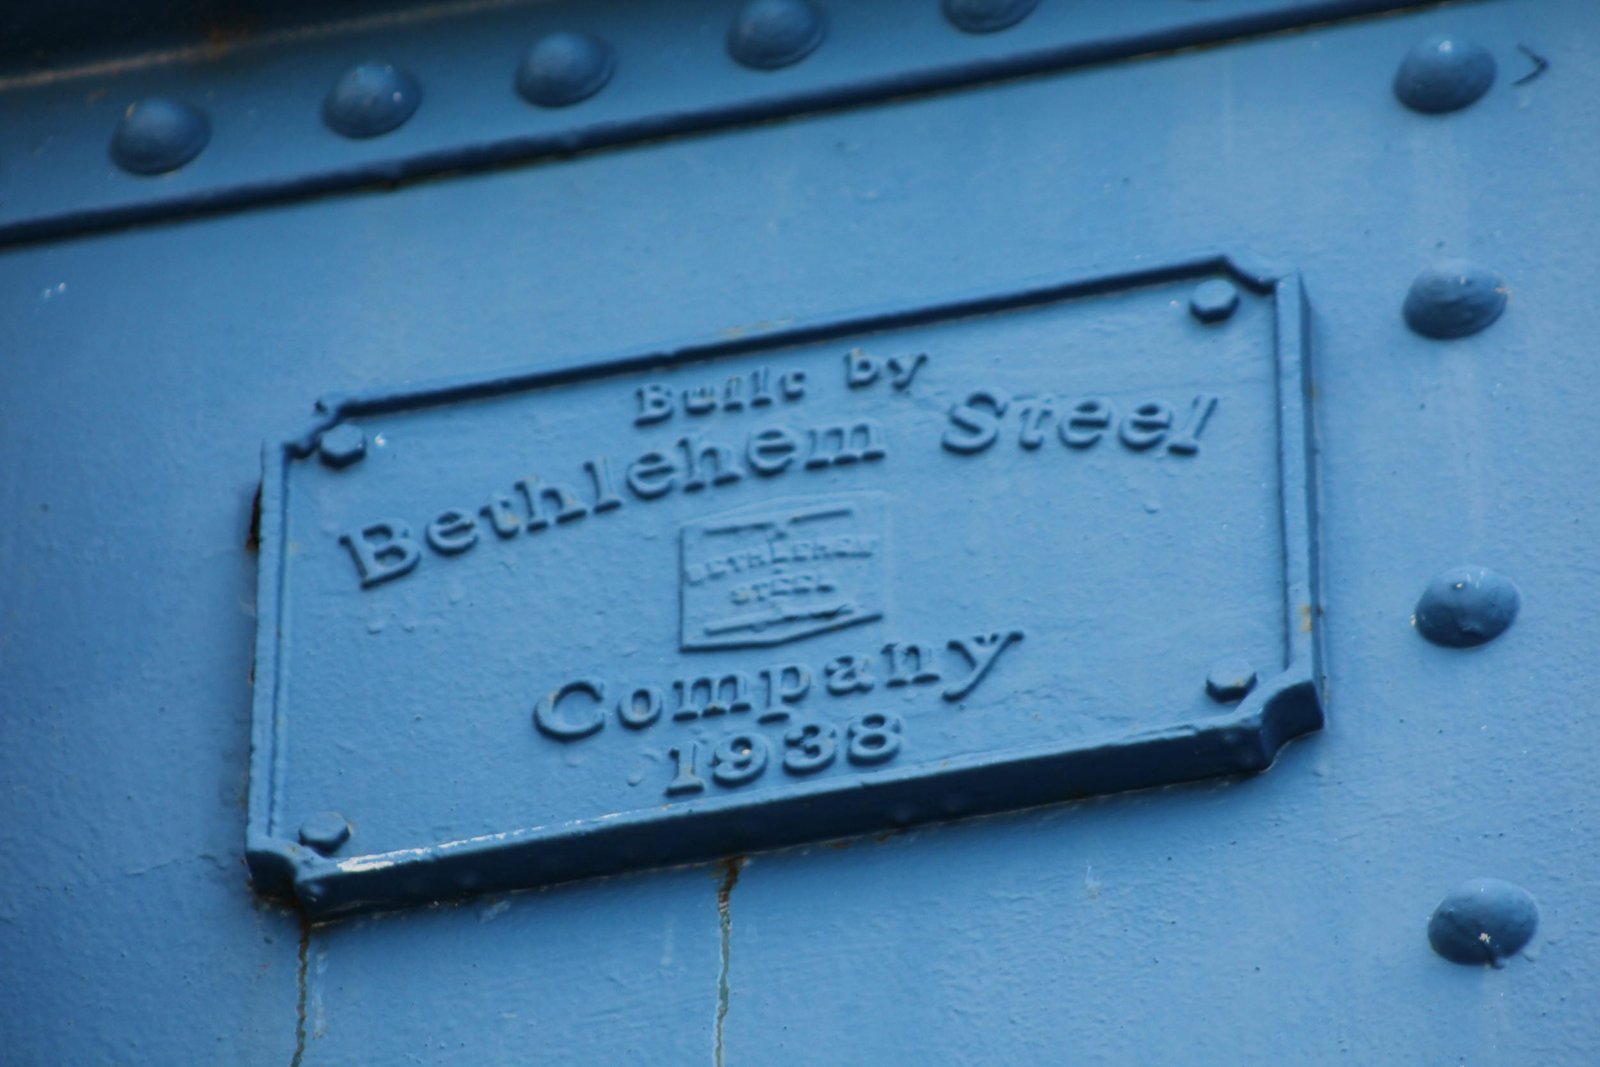 Built by
Bethlehem Steel
BETHLEHEM
STEEL
Company
1938